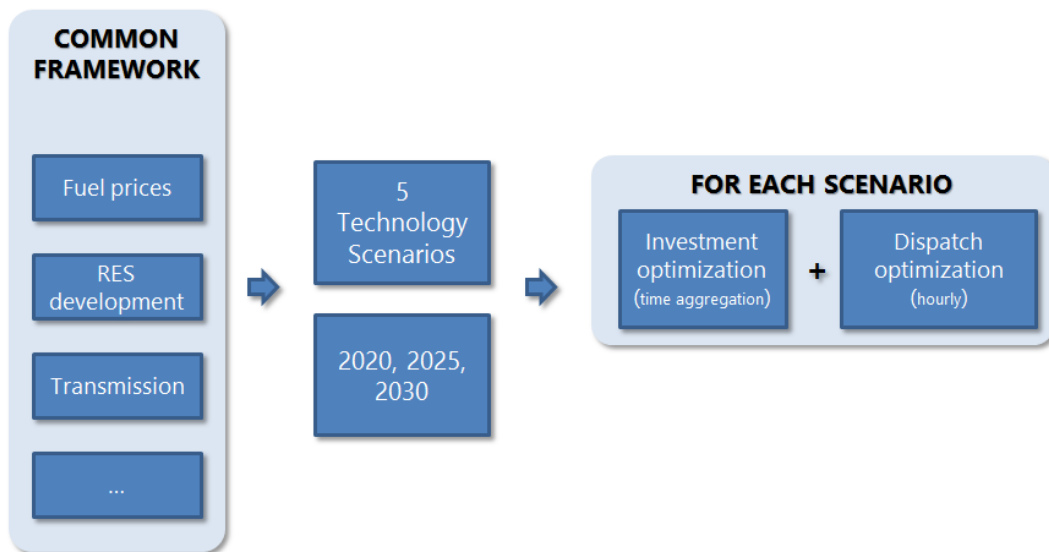 COMMON
FRAMEWORK
Fuel prices
RES
development
Transmission
...
5
Technology
Scenarios
2020, 2025,
2030
FOR EACH SCENARIO
Investment
optimization
(time aggregation)
+
Dispatch
optimization
(hourly)